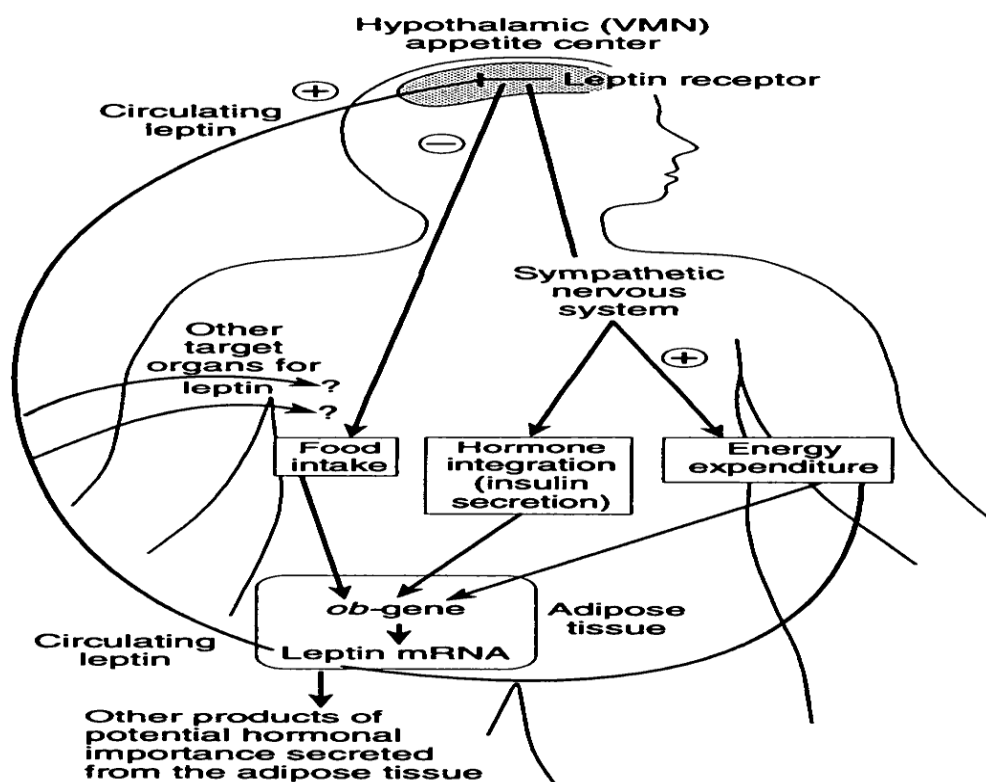 Hypothalamic (VMN)
appetite center
Leptin receptor
+
Circulating
leptin
−
Sympathetic
nervous
system
+
Other
target
organs for
leptin
?
?
Food
intake
Hormone
integration
(insulin
secretion)
Energy
expenditure
ob-gene
Leptin mRNA
Adipose
tissue
Circulating
leptin
Other products of
potential hormonal
importance secreted
from the adipose tissue